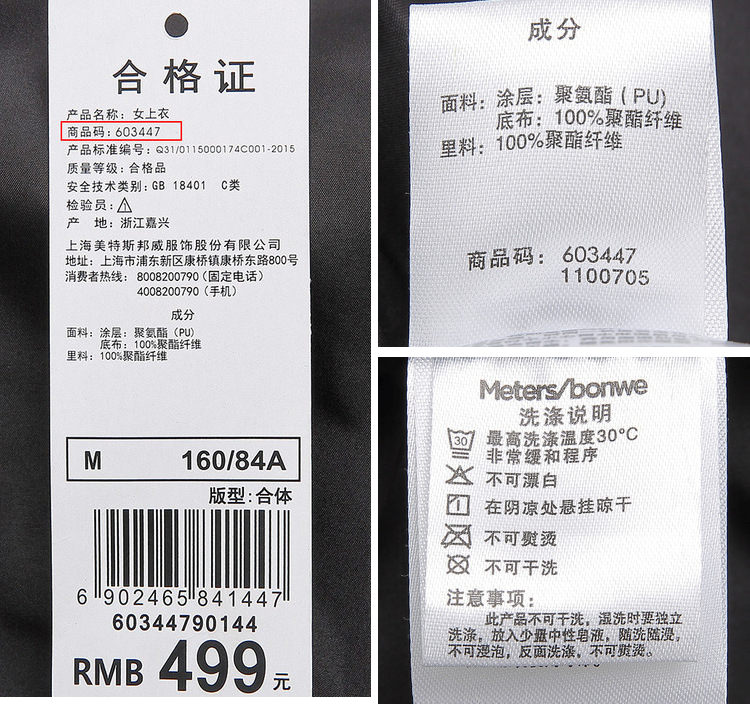 合格证
产品名称：女上衣
商品码：603447
产品标准编号：Q31/0115000174C001-2015
质量等级：合格品
安全技术类别：GB 18401 C类
检验员：1
产 地：浙江嘉兴
上海美特斯邦威服饰股份有限公司
地址：上海市浦东新区康桥镇康桥东路800号
消费者热线：8008200790（固定电话）
4008200790（手机）
成分
面料：涂层：聚氨酯（PU）
底布：100%聚酯纤维
里料：100%聚酯纤维
M 160/84A
版型：合体
6 902465 841447
60344790144
RMB 499元
成分
面料：涂层：聚氨酯（PU）
底布：100%聚酯纤维
里料：100%聚酯纤维
商品码：603447
1100705
Meters/bonwe
洗涤说明
30 最高洗涤温度30°C
非常缓和程序
不可漂白
在阴凉处悬挂晾干
不可熨烫
不可干洗
注意事项：
此产品不可干洗，湿洗时要独立
洗涤，放入少量中性皂液，随洗随漫，
不可浸泡，反面洗涤，不可熨烫。